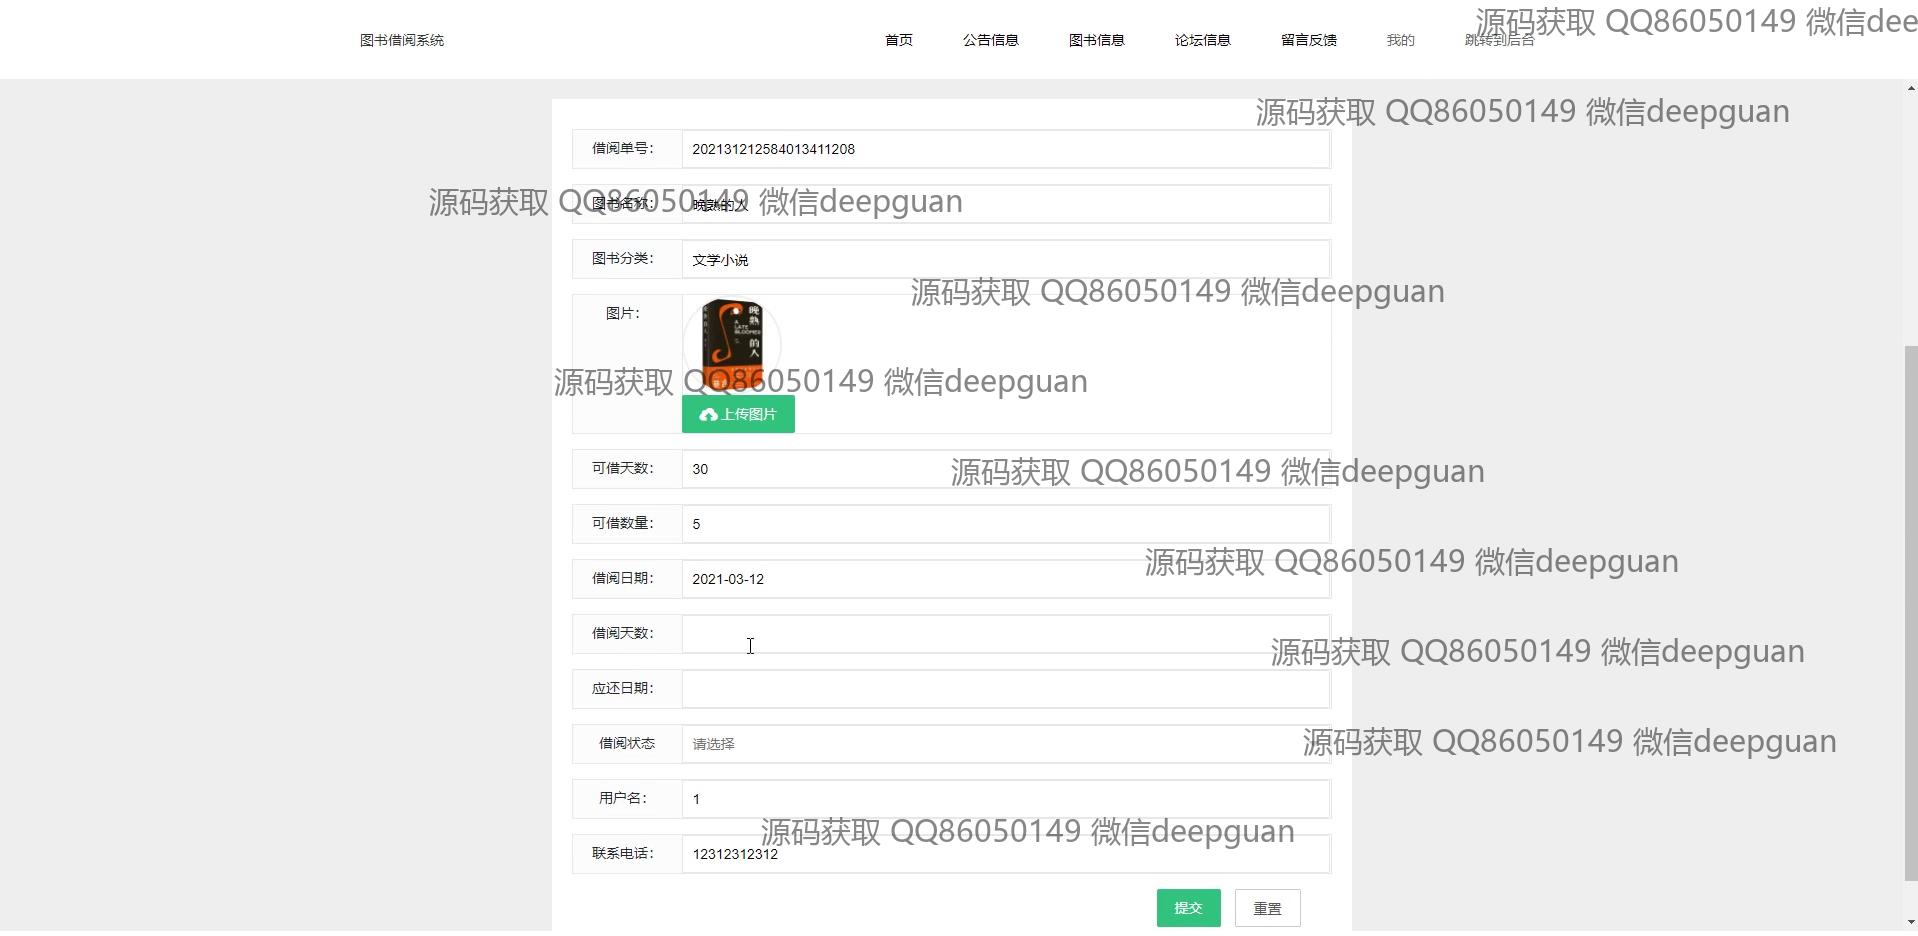 图书借阅系统 首页 公告信息 图书信息 论坛信息 留言反馈 我的 跳转到后台
源码获取 QQ86050149 微信dee
源码获取 QQ86050149 微信deepguan
借阅单号： 202131212584013411208
图书名称： 晚熟的人
源码获取 QQ86050149 微信deepguan
图书分类： 文学小说
源码获取 QQ86050149 微信deepguan
图片：
晚熟的人
A LATE BLOOMER
源码获取 QQ86050149 微信deepguan
上传图片
可借天数： 30
源码获取 QQ86050149 微信deepguan
可借数量： 5
源码获取 QQ86050149 微信deepguan
借阅日期： 2021-03-12
借阅天数：
源码获取 QQ86050149 微信deepguan
应还日期：
借阅状态 请选择
源码获取 QQ86050149 微信deepguan
用户名： 1
源码获取 QQ86050149 微信deepguan
联系电话： 12312312312
提交 重置